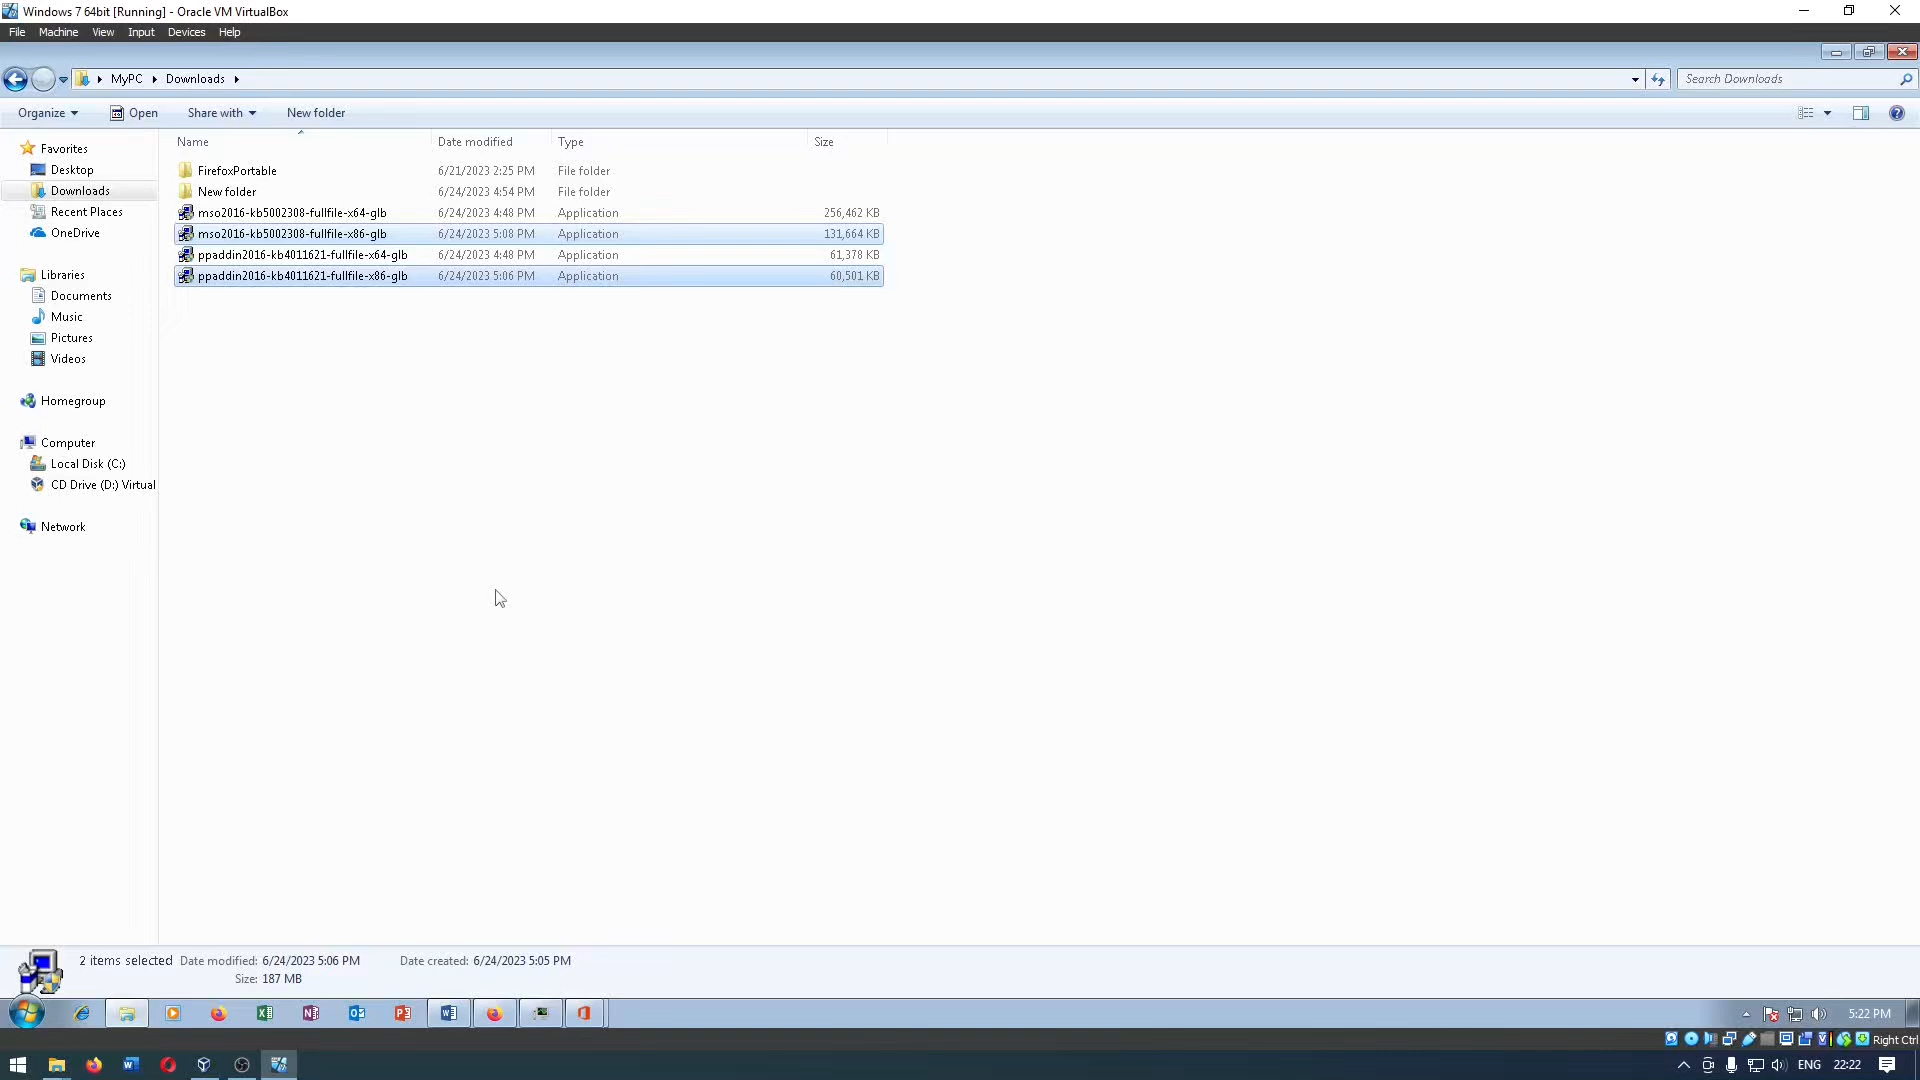 Windows 7 64bit [Running] - Oracle VM VirtualBox
File Machine View Input Devices Help
MyPC Downloads
Search Downloads
Organize Open Share with New folder
Name Date modified Type Size
Favorites
Desktop
Downloads
Recent Places
OneDrive
Libraries
Documents
Music
Pictures
Videos
Homegroup
Computer
Local Disk (C:)
CD Drive (D:) Virtual
Network
FirefoxPortable 6/21/2023 2:25 PM File folder
New folder 6/24/2023 4:54 PM File folder
mso2016-kb5002308-fullfile-x64-glb 6/24/2023 4:48 PM Application 256,462 KB
mso2016-kb5002308-fullfile-x86-glb 6/24/2023 5:08 PM Application 131,664 KB
ppaddin2016-kb4011621-fullfile-x64-glb 6/24/2023 4:48 PM Application 61,378 KB
ppaddin2016-kb4011621-fullfile-x86-glb 6/24/2023 5:06 PM Application 60,501 KB
2 items selected Date modified: 6/24/2023 5:06 PM Date created: 6/24/2023 5:05 PM
Size: 187 MB
5:22 PM
Right Ctrl
ENG 22:22